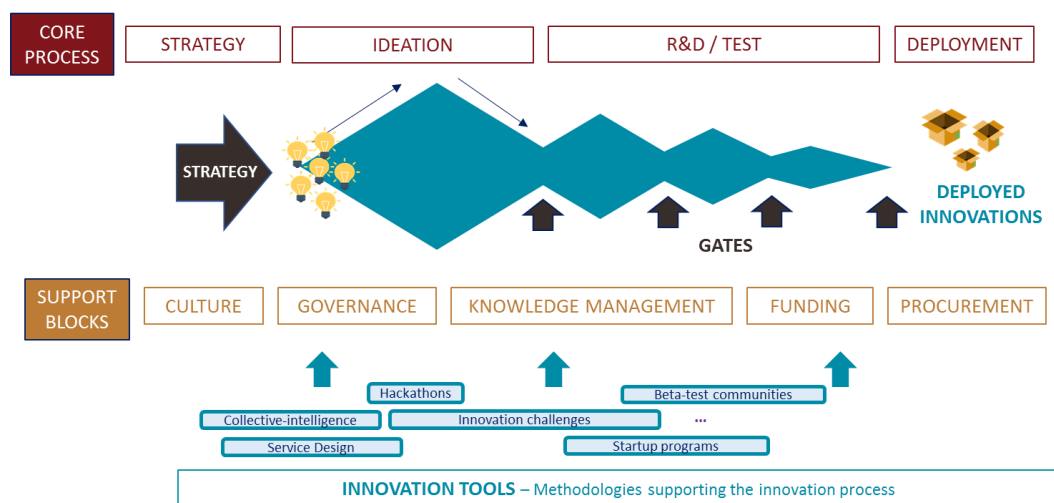 CORE
PROCESS
STRATEGY
IDEATION
R&D / TEST
DEPLOYMENT
STRATEGY
DEPLOYED
INNOVATIONS
GATES
SUPPORT
BLOCKS
CULTURE
GOVERNANCE
KNOWLEDGE MANAGEMENT
FUNDING
PROCUREMENT
Hackathons
Beta-test communities
Collective-intelligence
Innovation challenges
...
Service Design
Startup programs
INNOVATION TOOLS – Methodologies supporting the innovation process